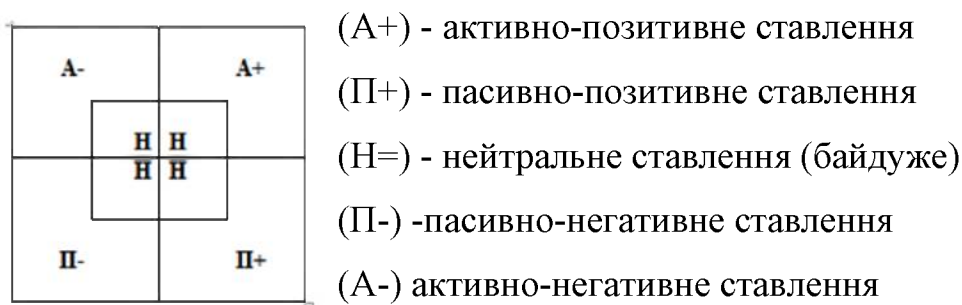 А- А+
Н Н
Н Н
П- П+
(А+) - активно-позитивне ставлення
(П+) - пасивно-позитивне ставлення
(Н=) - нейтральне ставлення (байдуже)
(П-) -пасивно-негативне ставлення
(А-) активно-негативне ставлення